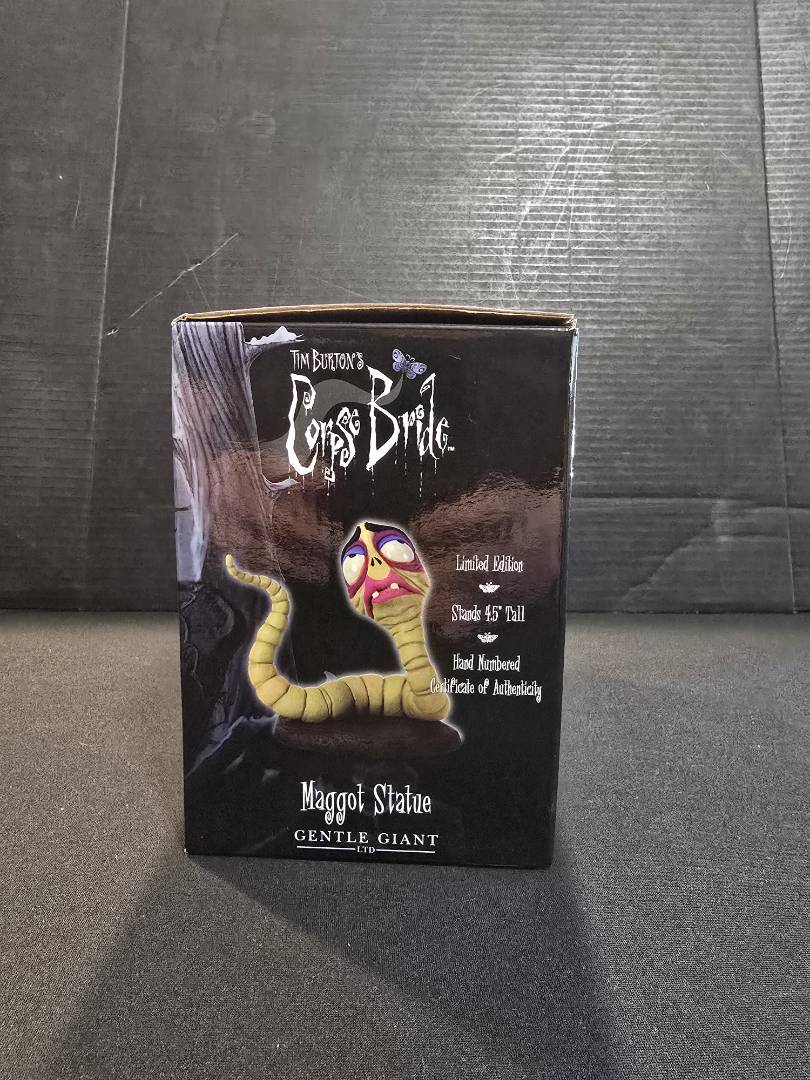 TIM BURTON'S
Corpse Bride™
Limited Edition
Stands 4.5" Tall
Hand Numbered
Certificate of Authenticity
Maggot Statue
GENTLE GIANT
LTD